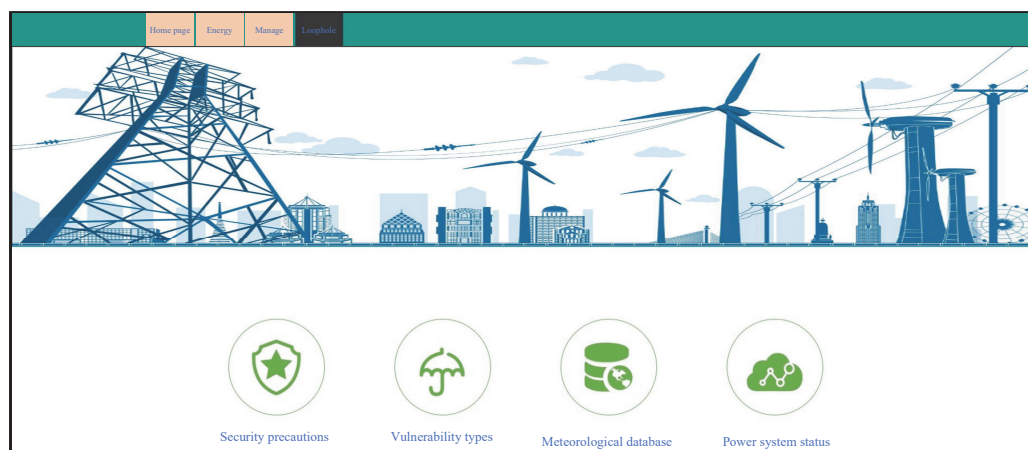 Home page
Energy
Manage
Loophole
Security precautions
Vulnerability types
Meteorological database
Power system status